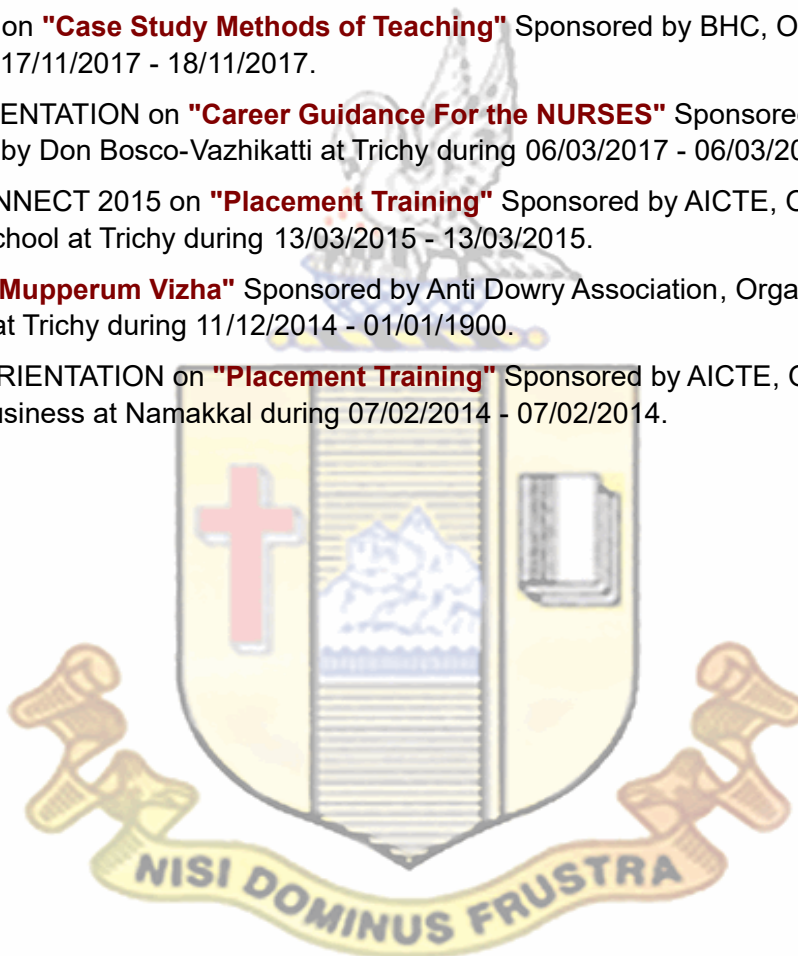 on "Case Study Methods of Teaching" Sponsored by BHC, O
17/11/2017 - 18/11/2017.
ENTATION on "Career Guidance For the NURSES" Sponsored
by Don Bosco-Vazhikatti at Trichy during 06/03/2017 - 06/03/20
NNECT 2015 on "Placement Training" Sponsored by AICTE, O
chool at Trichy during 13/03/2015 - 13/03/2015.
Mupperum Vizha" Sponsored by Anti Dowry Association, Orga
at Trichy during 11/12/2014 - 01/01/1900.
RIENTATION on "Placement Training" Sponsored by AICTE, O
usiness at Namakkal during 07/02/2014 - 07/02/2014.
NISI DOMINUS FRUSTRA